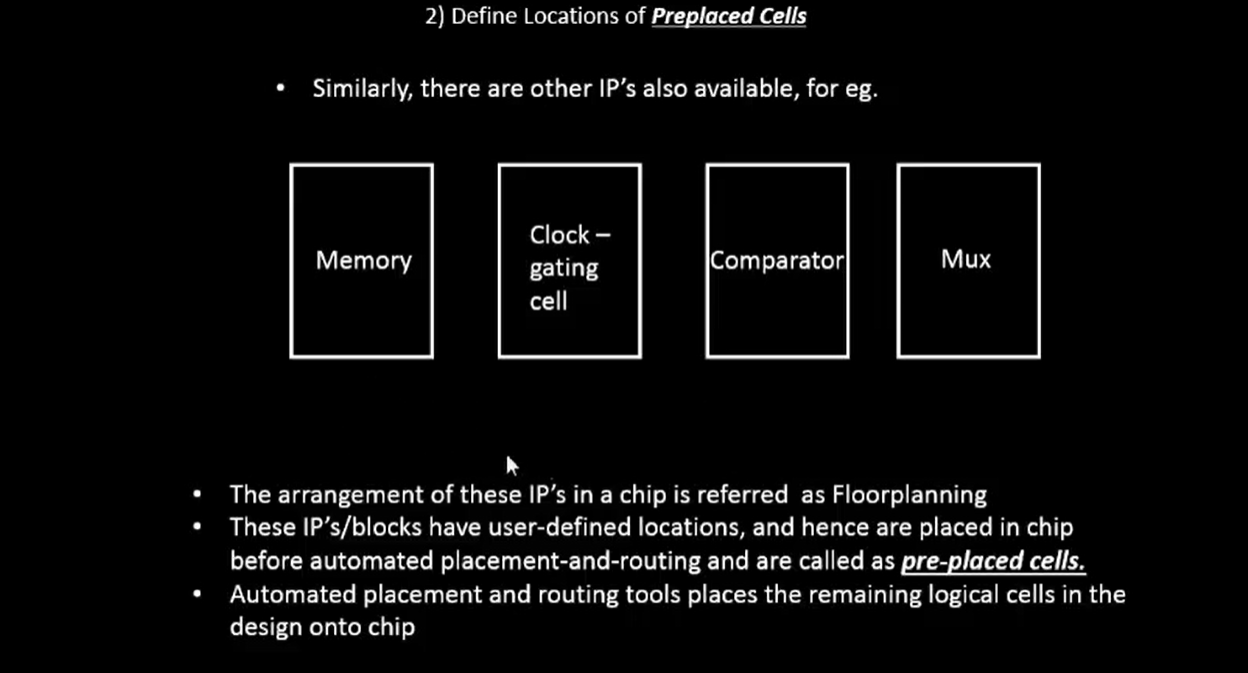 2) Define Locations of Preplaced Cells
• Similarly, there are other IP's also available, for eg.
Memory
Clock –
gating
cell
Comparator
Mux
• The arrangement of these IP's in a chip is referred  as Floorplanning
• These IP's/blocks have user-defined locations, and hence are placed in chip
before automated placement-and-routing and are called as pre-placed cells.
• Automated placement and routing tools places the remaining logical cells in the
design onto chip